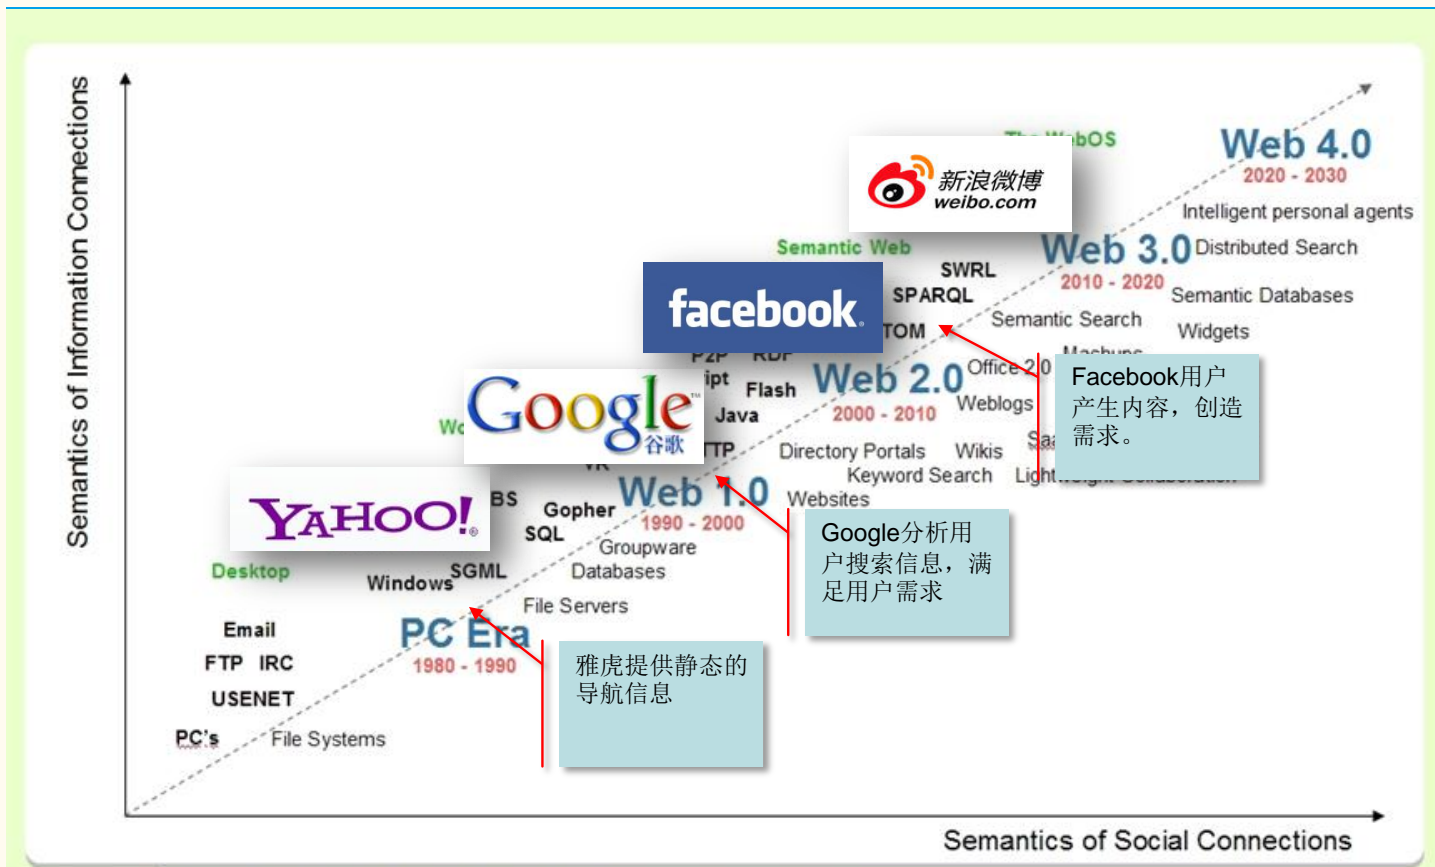 Semantics of Information Connections
The WebOS
Web 4.0
2020 - 2030
新浪微博
weibo.com
Intelligent personal agents
Semantic Web
Web 3.0
Distributed Search
SWRL
2010 - 2020
SPARQL
Semantic Databases
facebook®
TOM
Semantic Search
Widgets
P2P
RDF
Mashups
Office 2.0
Flash
Web 2.0
Facebook用户
产生内容，创造
需求。
Google™
谷歌
Java
2000 - 2010
Weblogs
Directory Portals
Wikis
Keyword Search
YAHOO!®
BS
Gopher
Web 1.0
Websites
SQL
1990 - 2000
Google分析用
户搜索信息，满
足用户需求
Groupware
Desktop
Windows
SGML
Databases
File Servers
Email
PC Era
FTP
IRC
1980 - 1990
雅虎提供静态的
导航信息
USENET
PC's
File Systems
Semantics of Social Connections